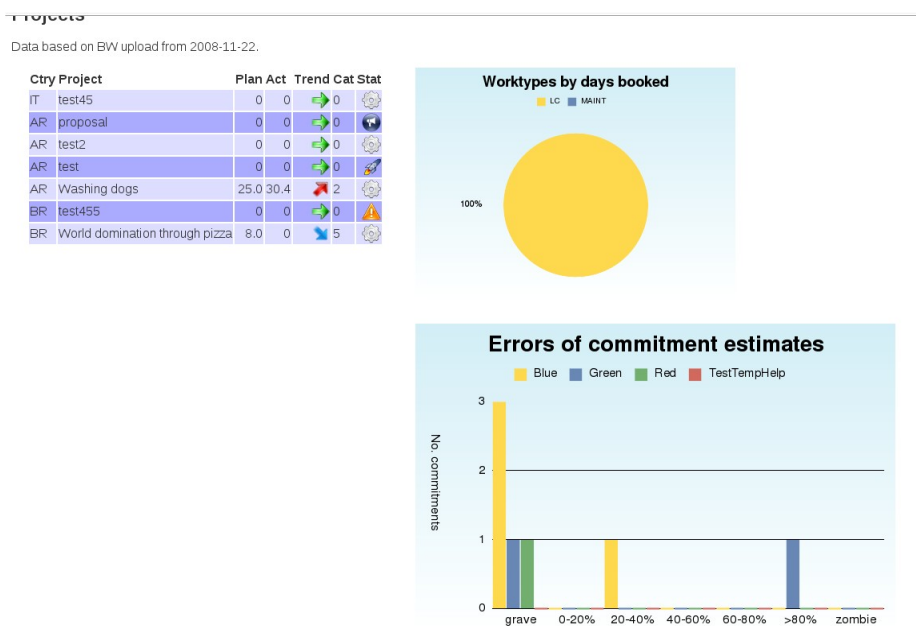 Projects
Data based on BW upload from 2008-11-22.
Ctry Project Plan Act Trend Cat Stat
IT test45 0 0 0
AR proposal 0 0 0
AR test2 0 0 0
AR test 0 0 0
AR Washing dogs 25.0 30.4 2
BR test455 0 0 0
BR World domination through pizza 8.0 0 5
Worktypes by days booked
LC MAINT
100%
Errors of commitment estimates
Blue Green Red TestTempHelp
No. commitments
3
2
1
0
grave 0-20% 20-40% 40-60% 60-80% >80% zombie